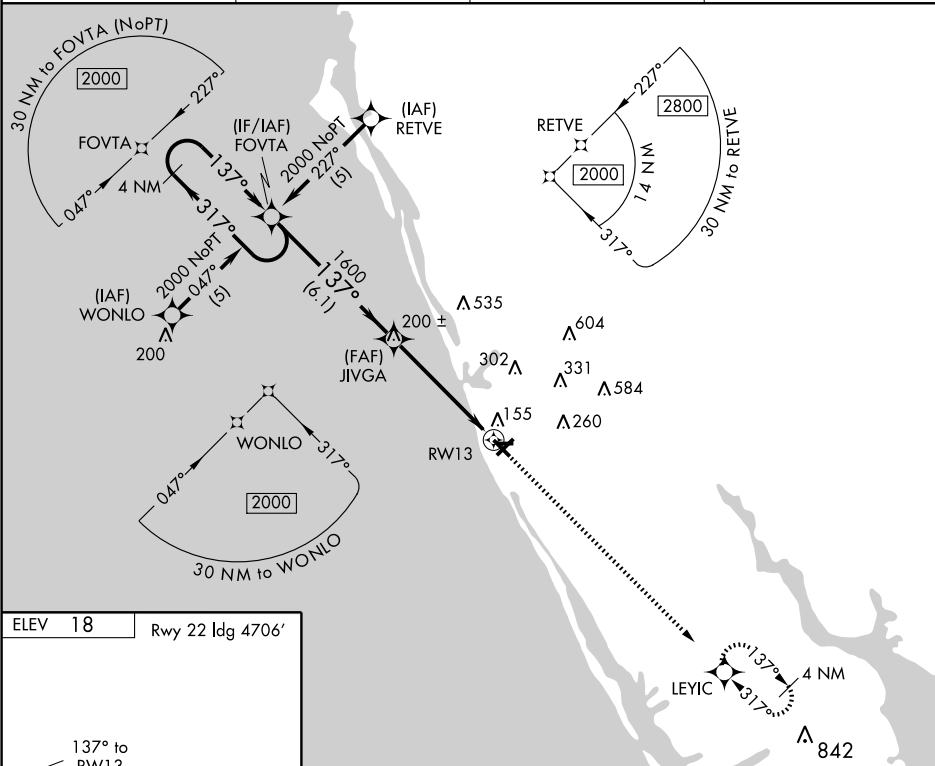 30 NM to FOVTA (NoPT)
2000
227°
FOVTA
047°
4 NM
137°
317°
(IF/IAF)
FOVTA
2000 NoPT
227°
(5)
(IAF)
RETVE
RETVE
227°
2800
2000
14 NM
317°
30 NM to RETVE
2000 NoPT
047°
(5)
(IAF)
WONLO
200
1600
137°
(6.1)
200 ±
(FAF)
JIVGA
535
604
302
331
584
155
260
RW13
WONLO
047°
317°
2000
30 NM to WONLO
ELEV 18
Rwy 22 ldg 4706'
137° to
RW13
LEYIC
137°
317°
4 NM
842